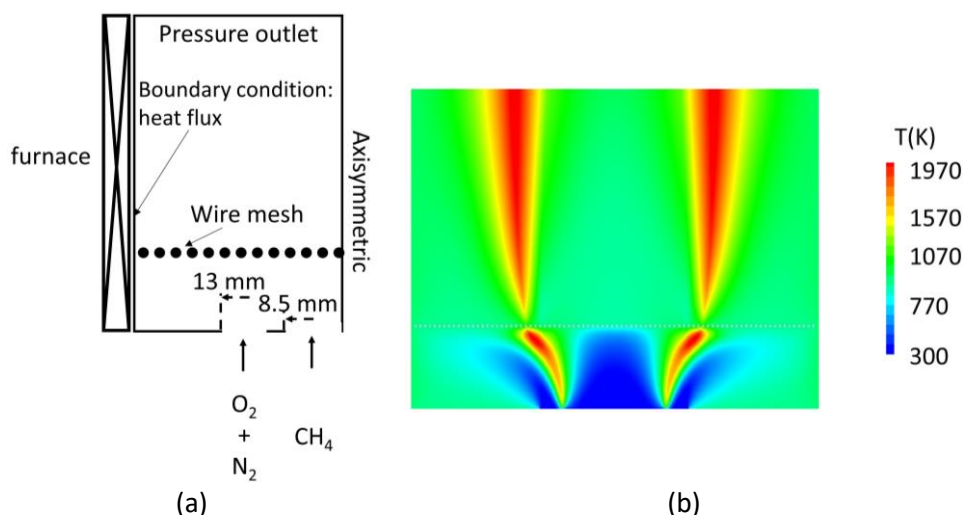 Pressure outlet
Boundary condition:
heat flux
furnace
Axisymmetric
Wire mesh
13 mm
8.5 mm
O₂
+
N₂
CH₄
(a)
T(K)
1970
1570
1070
770
300
(b)